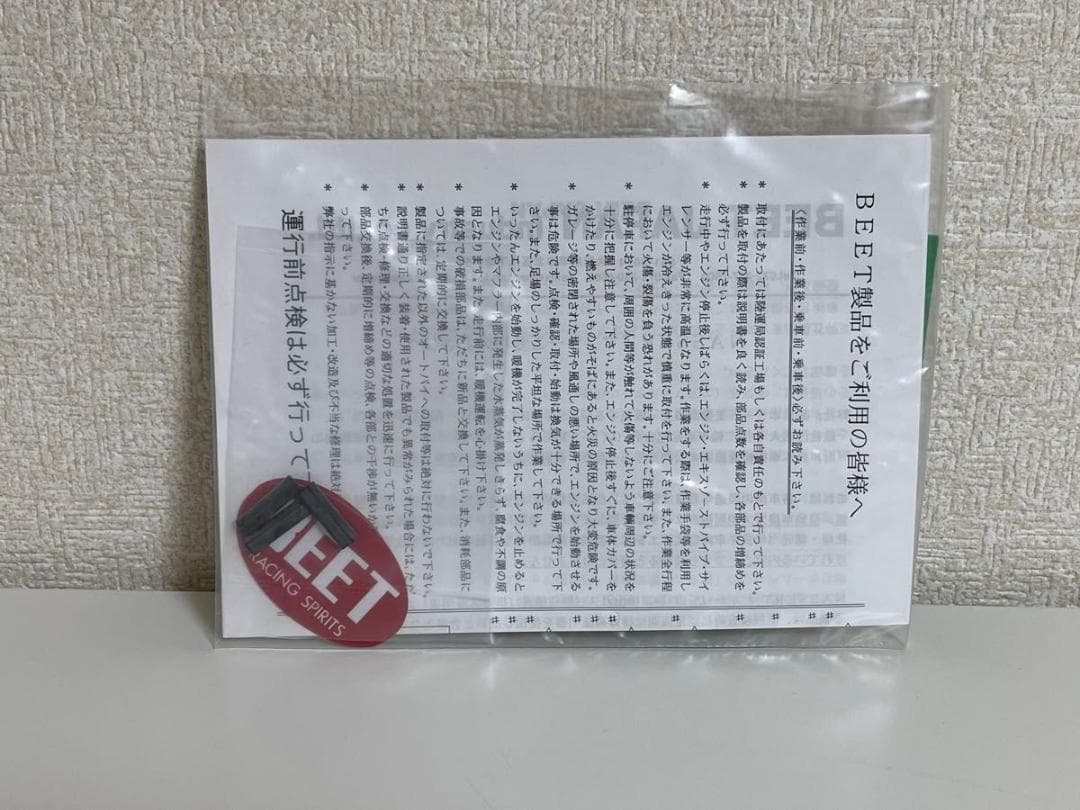 BEET製品をご利用の皆様へ
〈作業前・作業後・乗車前・乗車後〉必ずお読み下さい。
* 取付にあたっては陸運局認証工場もしくは各自責任のもとで行って下さい。
* 製品を取付の際は説明書を良く読み、部品点数を確認し、各部品の増締めを
必ず行って下さい。
* 走行中やエンジン停止後しばらくは、エンジン・エキスゾーストパイプ・サイ
レンサー等が非常に高温となります。作業をする際は、作業手袋等を利用し
エンジンが冷えきった状態で慎重に取付を行って下さい。また、作業全行程
において火傷・裂傷を負う恐れがあります。十分にご注意下さい。
* 駐停車において、周囲の人間等が触れて火傷等しないよう車輌周辺の状況を
十分に把握し注意して下さい。また、エンジン停止後すぐに、車体カバーを
かけたり、燃えやすいものがそばにあると火災の原因となり大変危険です。
* ガレージ等の密閉された場所や風通しの悪い場所で、エンジンを始動させる
事は危険です。点検・確認・取付・始動は換気が十分できる場所で行って下
さい。また、足場のしっかりした平坦な場所で作業して下さい。
* いったんエンジンを始動し、暖機が完了しないうちに、エンジンを止めると
エンジンやマフラー内部に発生した水蒸気が蒸発しきらず、腐食や不調の原
因となります。また走行前には、暖機運転を心掛け下さい。
* 事故等での破損部品は、ただちに新品と交換して下さい。また、消耗部品に
ついては、定期的に交換して下さい。
* 製品に指定された以外のオートバイへの取付等は絶対に行わないで下さい。
* 説明書通り正しく装着・使用された製品でも異常がみられた場合には、ただ
ちに点検・修理・交換などの適切な処置を迅速に行って下さい。
* 部品交換後、定期的に増締め等の点検、各部との干渉が無いか
って下さい。
* 弊社の指示に基かない加工・改造及び不当な修理は絶対
運行前点検は必ず行って
BEET
RACING SPIRITS